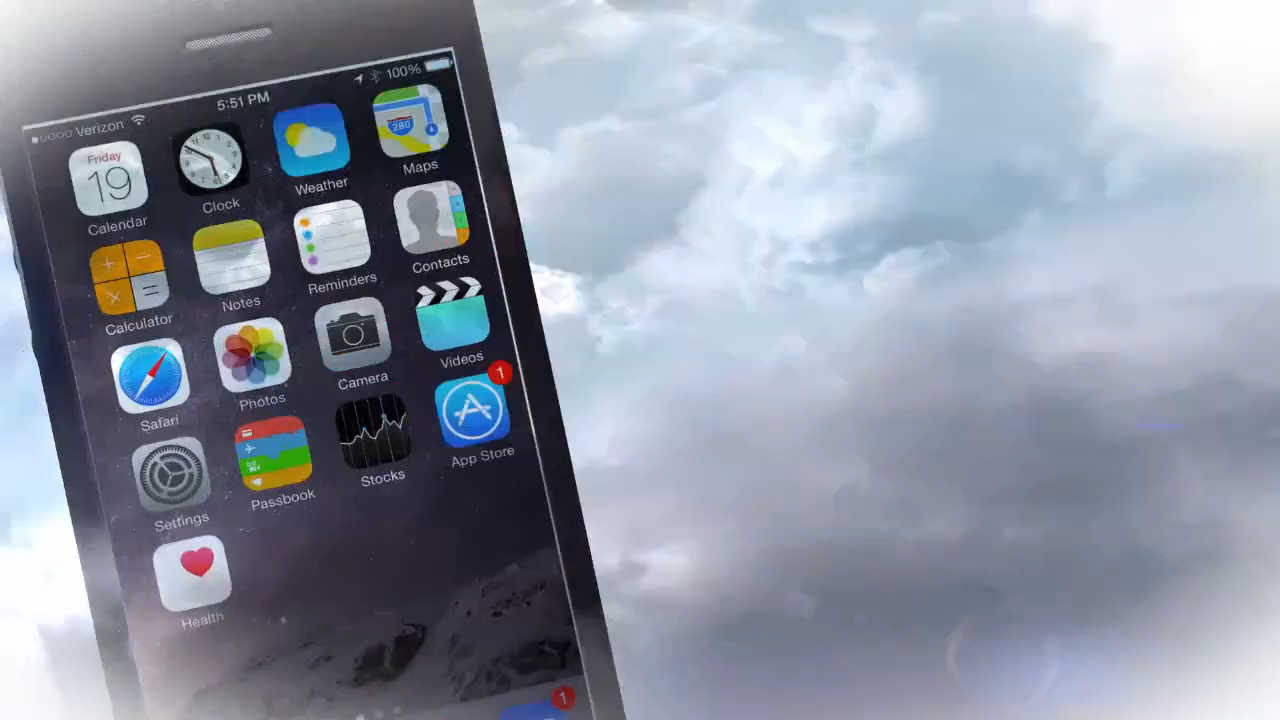 Verizon 5:51 PM 100%
Friday
19
280
Calendar Clock Weather Maps
Calculator Notes Reminders Contacts
1
Safari Photos Camera Videos
Settings Passbook Stocks App Store
Health
1